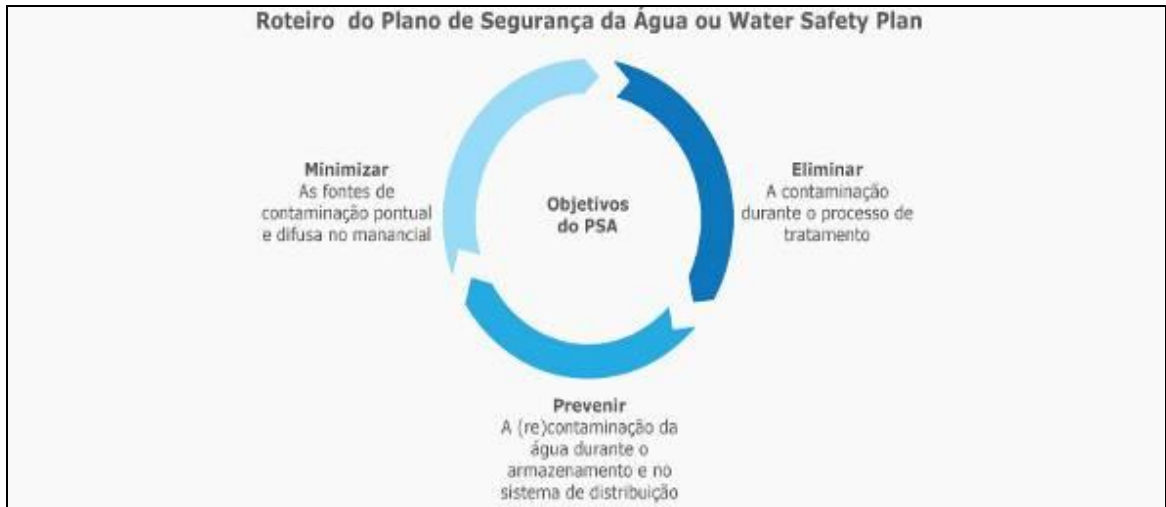 Roteiro do Plano de Segurança da Água ou Water Safety Plan
Minimizar
As fontes de
contaminação pontual
e difusa no manancial
Objetivos
do PSA
Eliminar
A contaminação
durante o processo de
tratamento
Prevenir
A (re)contaminação da
água durante o
armazenamento e no
sistema de distribuição